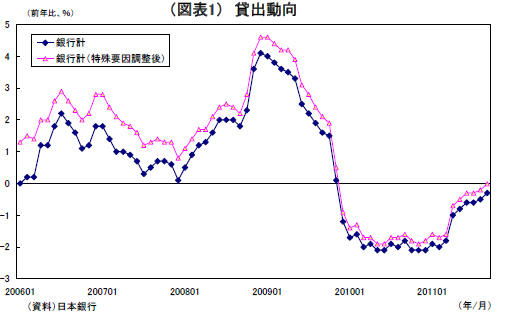 （図表1） 貸出動向
（前年比、％）
銀行計
銀行計（特殊要因調整後）
5
4
3
2
1
0
−1
−2
−3
200601 200701 200801 200901 201001 201101
（資料）日本銀行
（年/月）